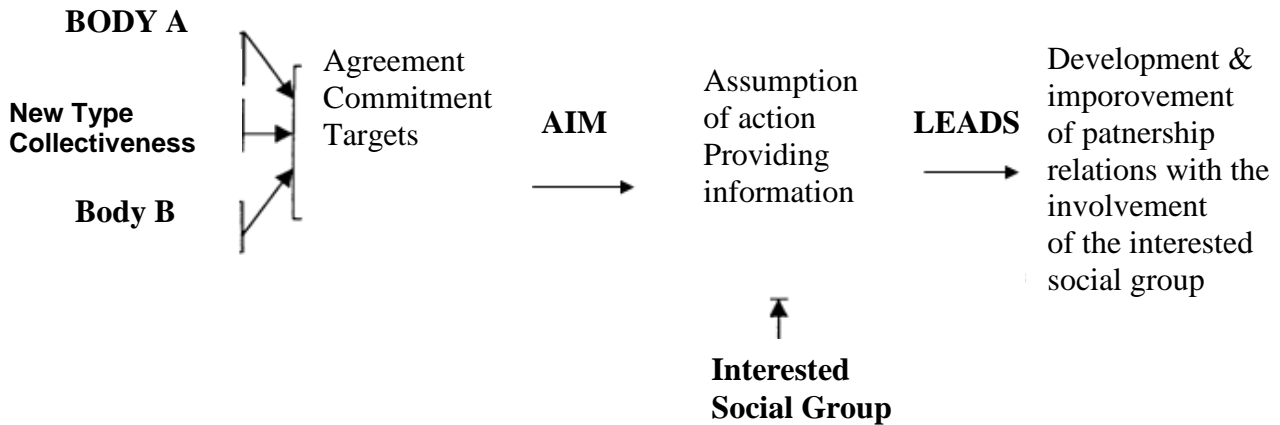 BODY A
New Type
Collectiveness
Body B
Agreement
Commitment
Targets
AIM
Assumption
of action
Providing
information
LEADS
Development &
imporovement
of patnership
relations with the
involvement
of the interested
social group
Interested
Social Group